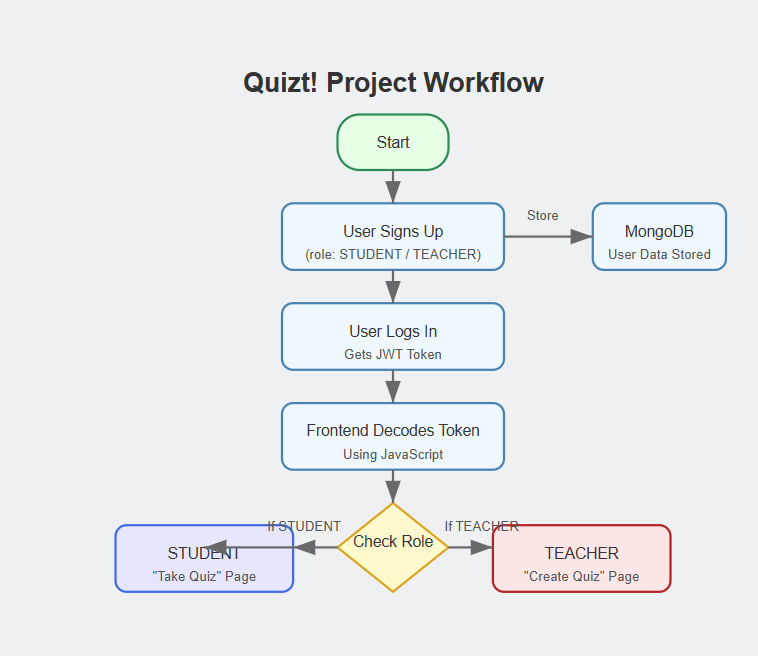 Quizt! Project Workflow
Start
User Signs Up
(role: STUDENT / TEACHER)
Store
MongoDB
User Data Stored
User Logs In
Gets JWT Token
Frontend Decodes Token
Using JavaScript
If STUDENT
If TEACHER
Check Role
STUDENT
"Take Quiz" Page
TEACHER
"Create Quiz" Page